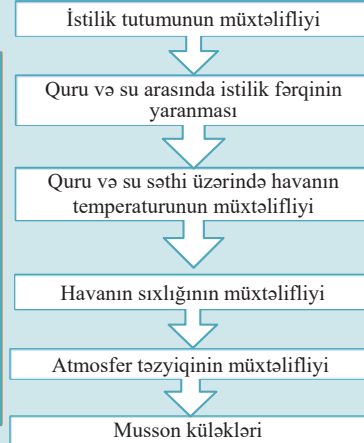 İstilik tutumunun müxtəlifliyi
Quru və su arasında istilik fərqinin
yaranması
Quru və su səthi üzərində havanın
temperaturunun müxtəlifliyi
Havanın sıxlığının müxtəlifliyi
Atmosfer təzyiqinin müxtəlifliyi
Musson küləkləri